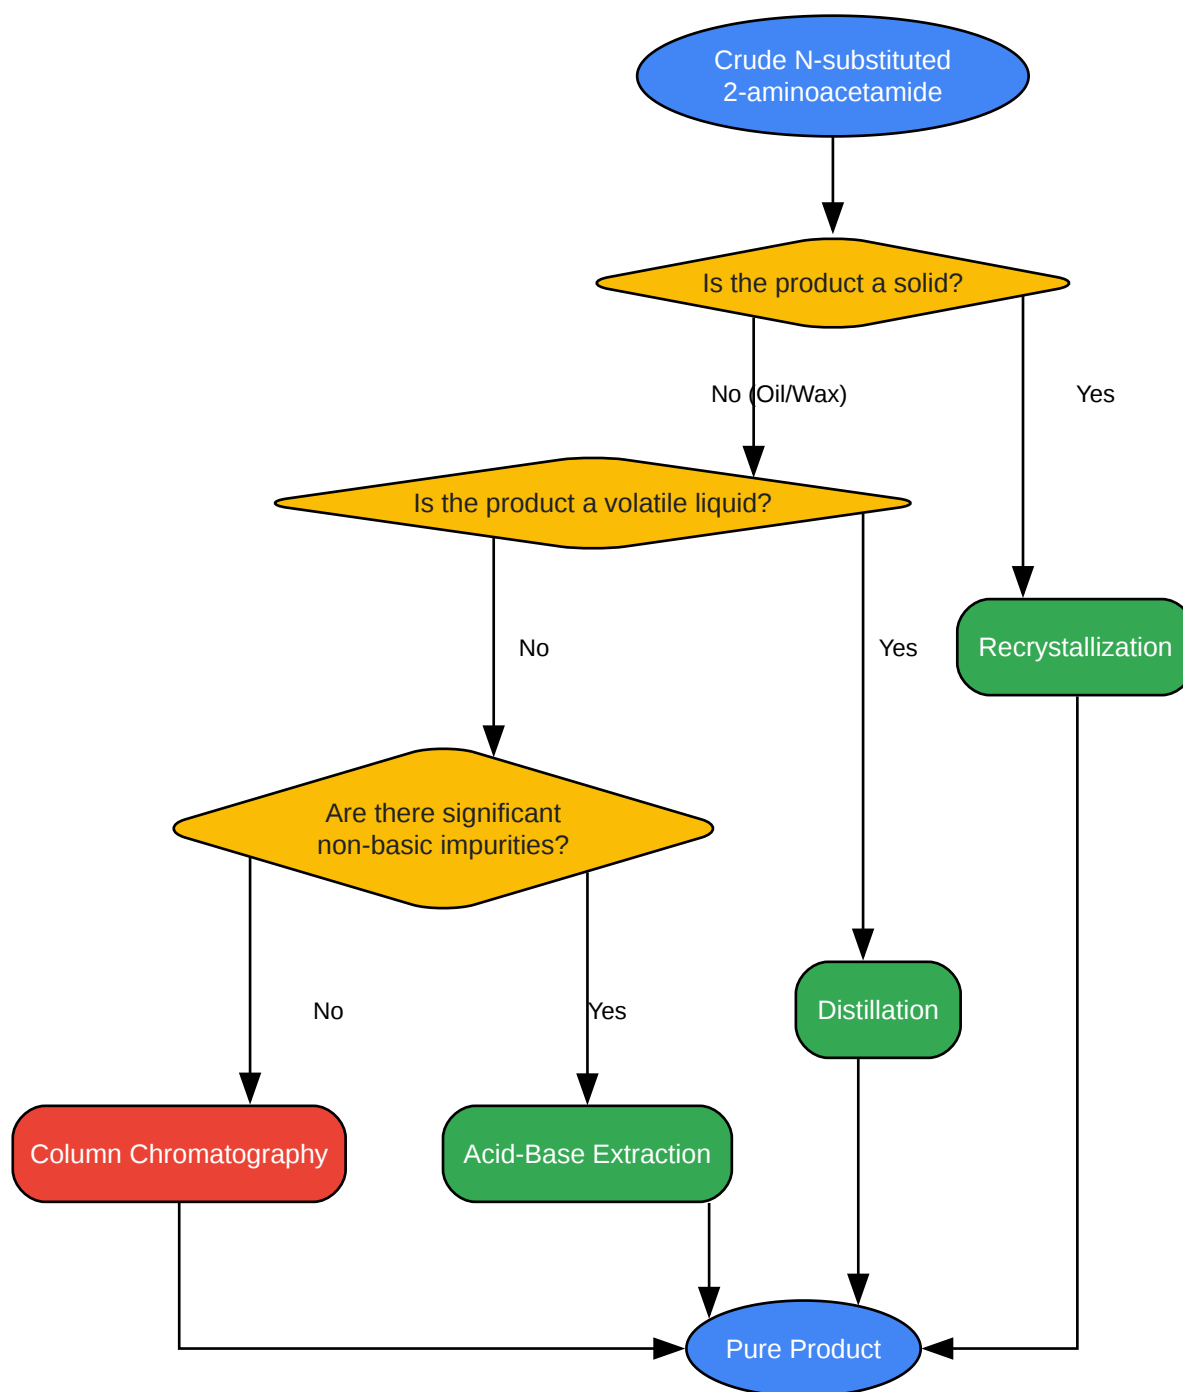 Crude N-substituted
2-aminoacetamide
Is the product a solid?
No (Oil/Wax)
Yes
Is the product a volatile liquid?
No
Yes
Recrystallization
Are there significant
non-basic impurities?
No
Yes
Distillation
Column Chromatography
Acid-Base Extraction
Pure Product